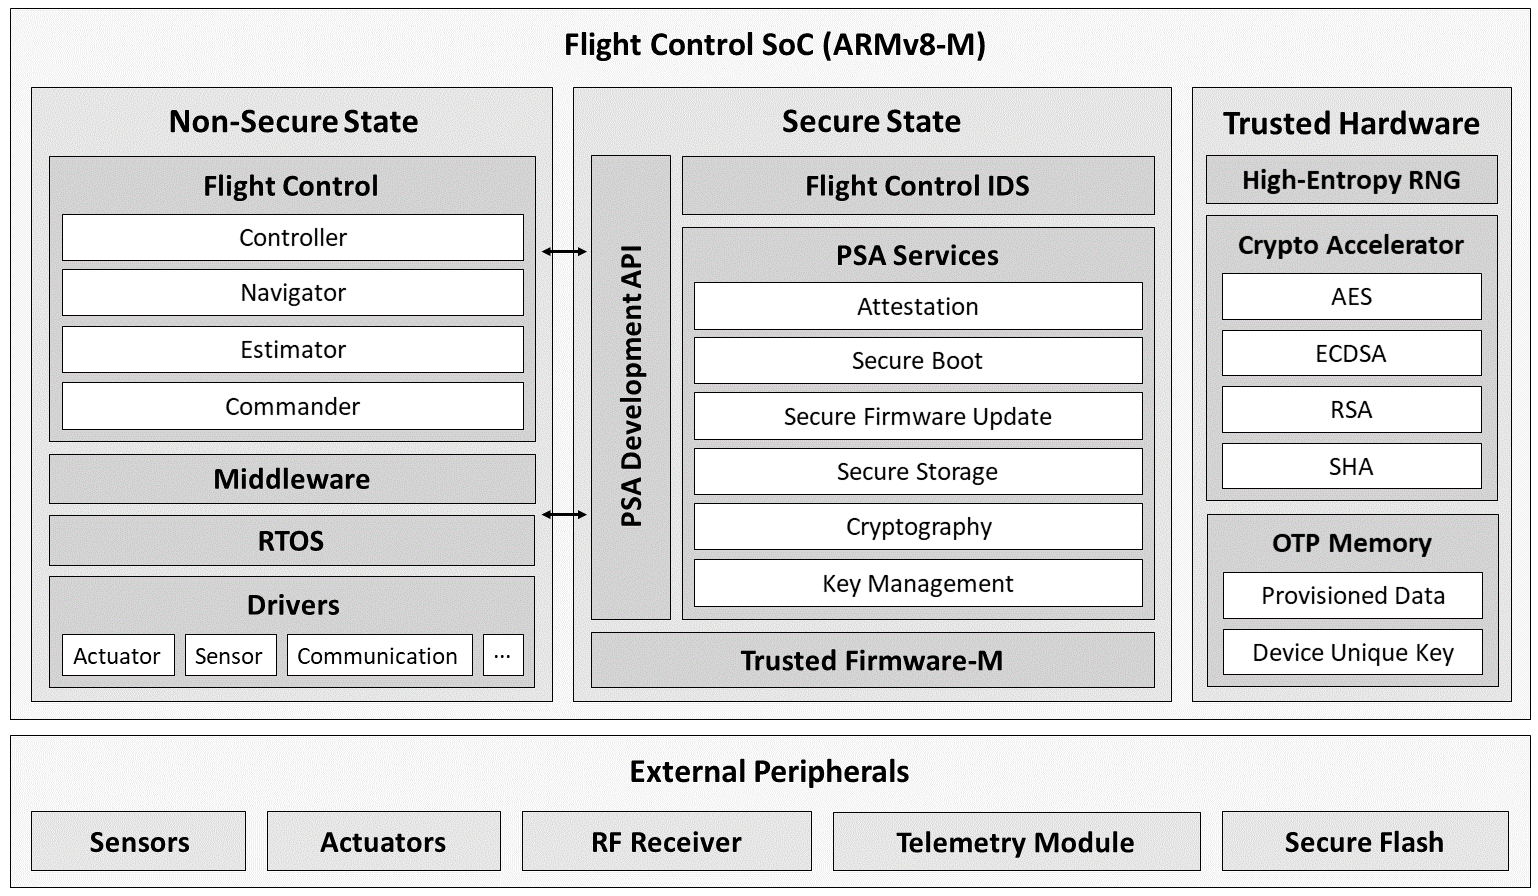 Flight Control SoC (ARMv8-M)
Non-Secure State
Flight Control
Controller
Navigator
Estimator
Commander
Middleware
RTOS
Drivers
Actuator
Sensor
Communication
...
Secure State
PSA Development API
Flight Control IDS
PSA Services
Attestation
Secure Boot
Secure Firmware Update
Secure Storage
Cryptography
Key Management
Trusted Firmware-M
Trusted Hardware
High-Entropy RNG
Crypto Accelerator
AES
ECDSA
RSA
SHA
OTP Memory
Provisioned Data
Device Unique Key
External Peripherals
Sensors
Actuators
RF Receiver
Telemetry Module
Secure Flash